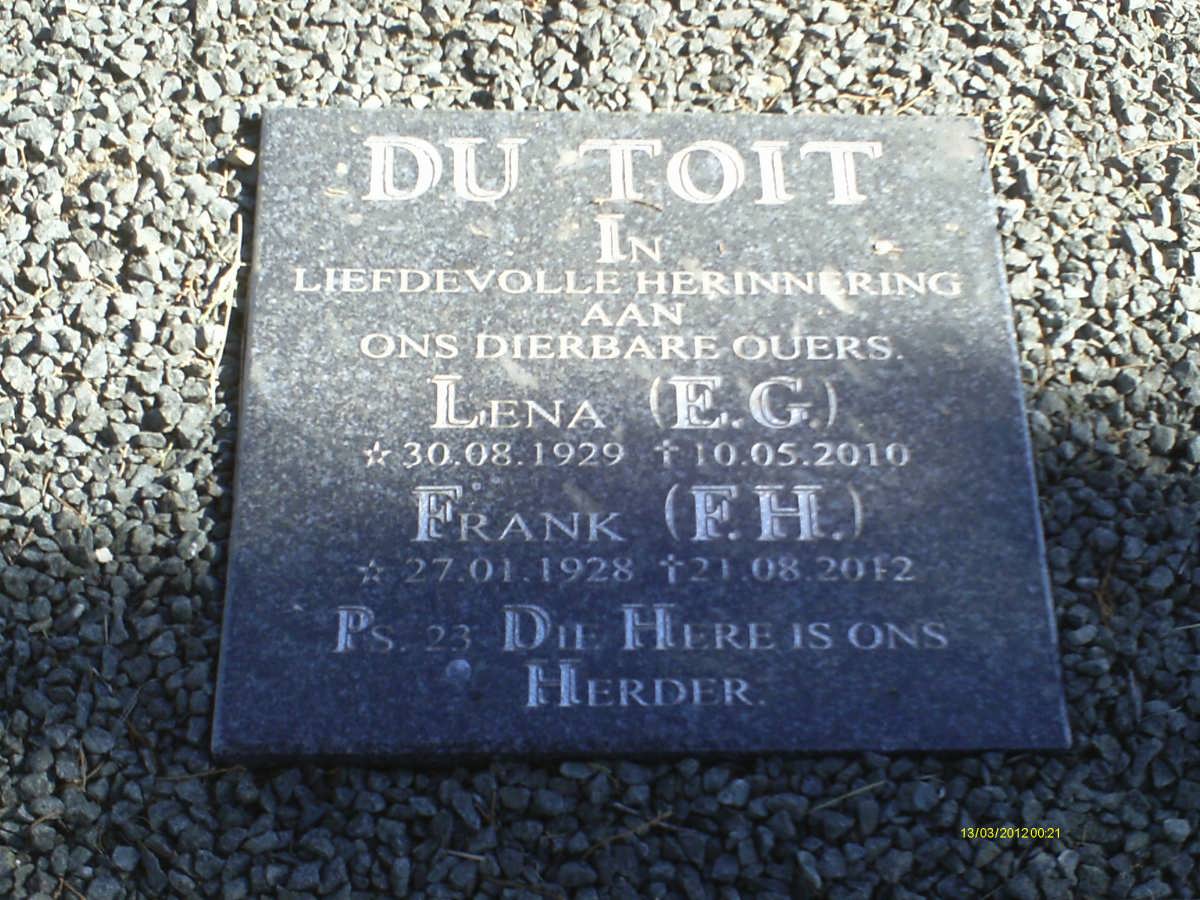 DU TOIT
IN
LIEFDEVOLLE HERINNERING
AAN
ONS DIERBARE OUERS.
LENA (E.G.)
☆ 30.08.1929 † 10.05.2010
FRANK (F.H.)
☆ 27.01.1928 † 21.08.2012
PS. 23 DIE HERE IS ONS
HERDER.
13/03/2012 00:21